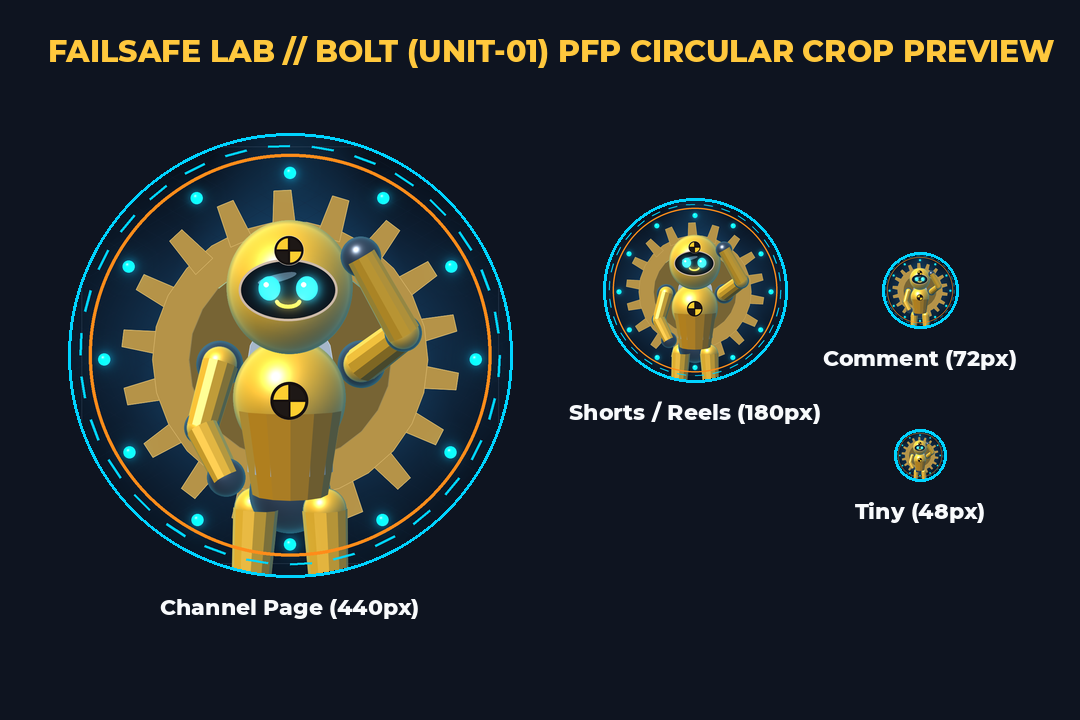 FAILSAFE LAB // BOLT (UNIT-01) PFP CIRCULAR CROP PREVIEW
Channel Page (440px)
Shorts / Reels (180px)
Comment (72px)
Tiny (48px)